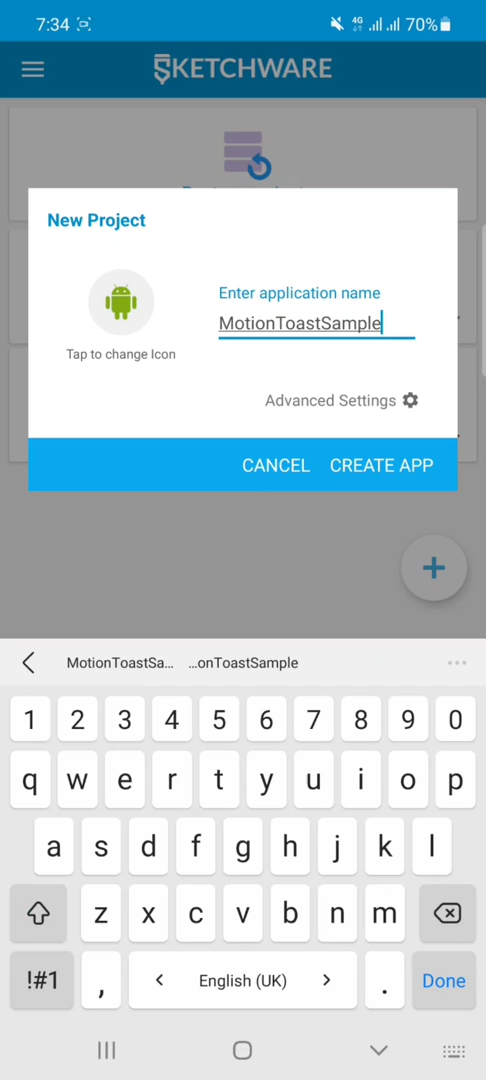 7:34
4G 70%
SKETCHWARE
New Project
Enter application name
MotionToastSample
Tap to change Icon
Advanced Settings
CANCEL CREATE APP
MotionToastSa... ...onToastSample
1 2 3 4 5 6 7 8 9 0
q w e r t y u i o p
a s d f g h j k l
z x c v b n m
!#1 , < English (UK) > . Done